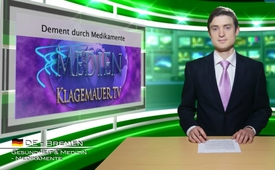 Dement durch Medikamente
MEDIEN
KLAGEMAUER.TV
DE - BREMEN
GESUNDHEIT & MEDIZIN
- MEDIKAMENTE